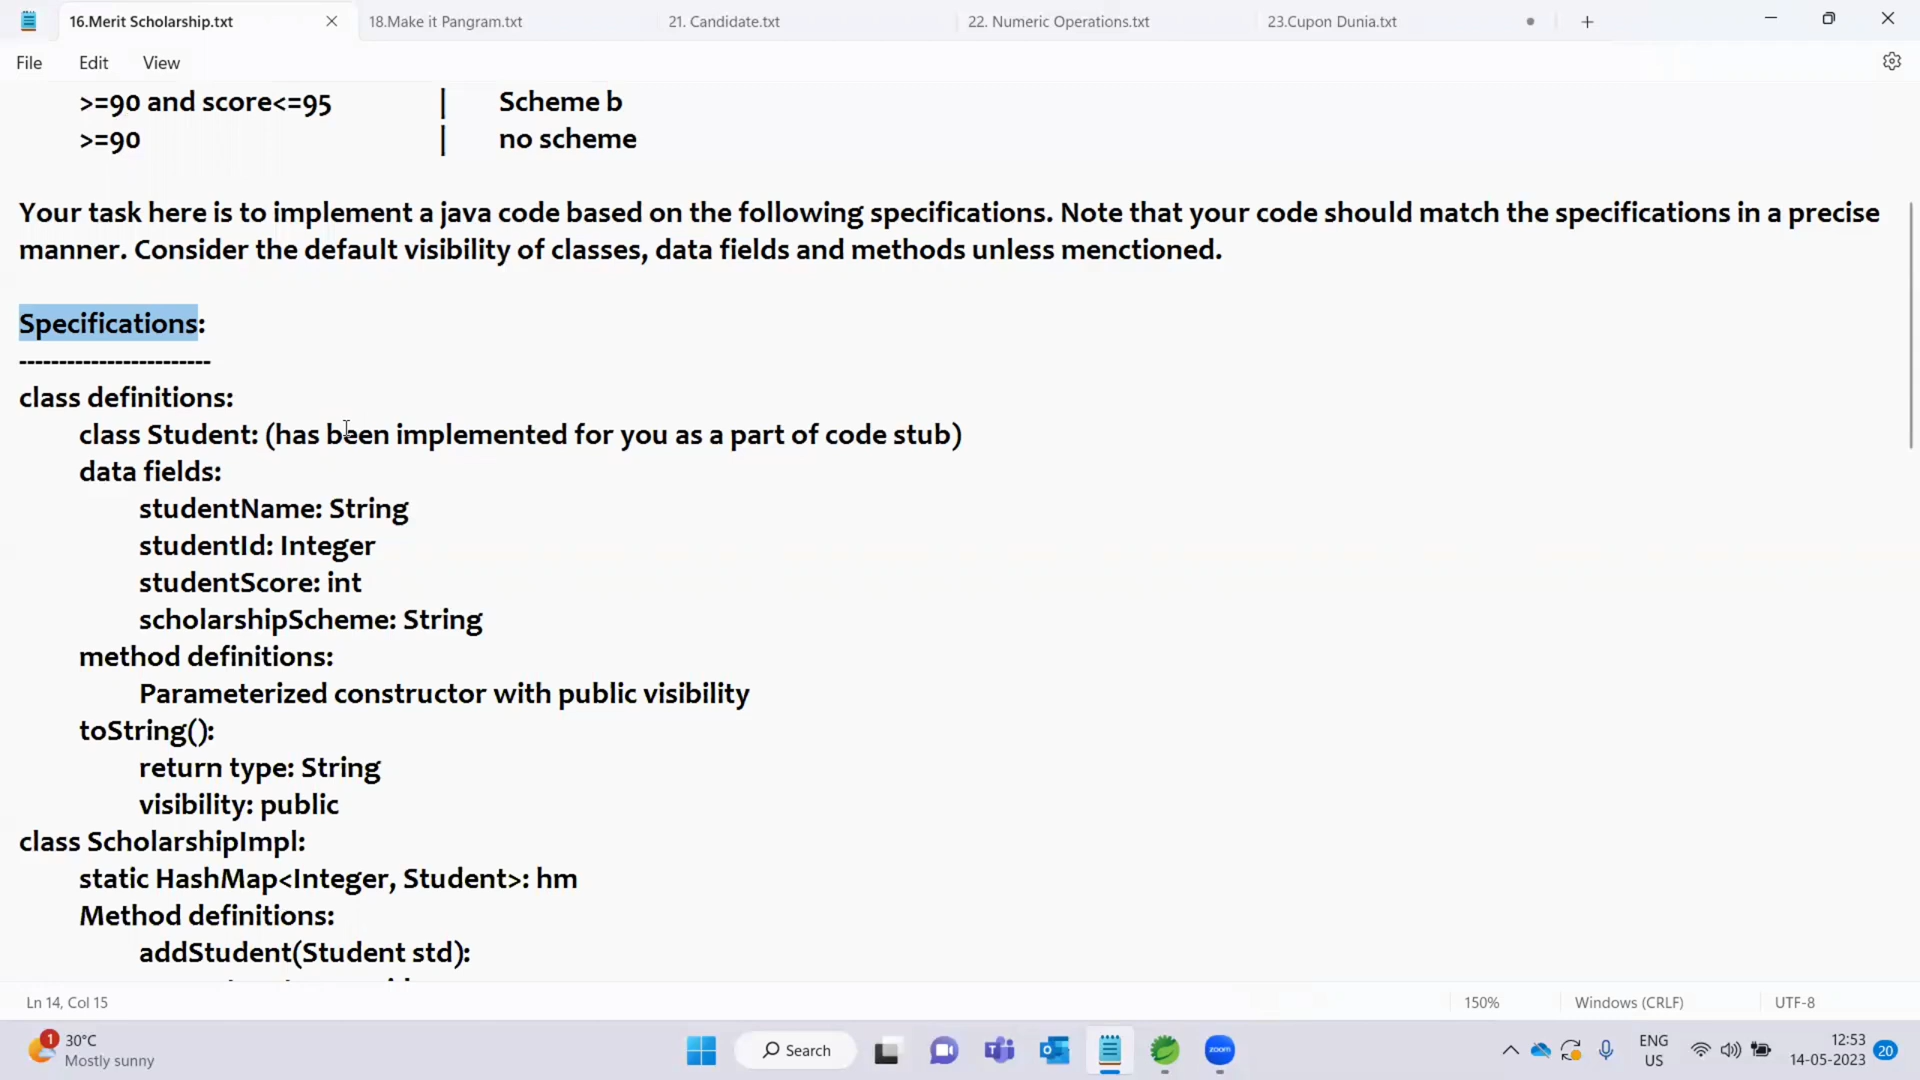 16.Merit Scholarship.txt
18.Make it Pangram.txt
21. Candidate.txt
22. Numeric Operations.txt
23.Cupon Dunia.txt
File Edit View
>=90 and score<=95 | Scheme b
>=90 | no scheme
Your task here is to implement a java code based on the following specifications. Note that your code should match the specifications in a precise
manner. Consider the default visibility of classes, data fields and methods unless menctioned.
Specifications:
------------------------
class definitions:
class Student: (has been implemented for you as a part of code stub)
data fields:
studentName: String
studentId: Integer
studentScore: int
scholarshipScheme: String
method definitions:
Parameterized constructor with public visibility
toString():
return type: String
visibility: public
class ScholarshipImpl:
static HashMap<Integer, Student>: hm
Method definitions:
addStudent(Student std):
Ln 14, Col 15
150%
Windows (CRLF)
UTF-8
1
30°C
Mostly sunny
Search
zoom
ENG
US
12:53
14-05-2023
20